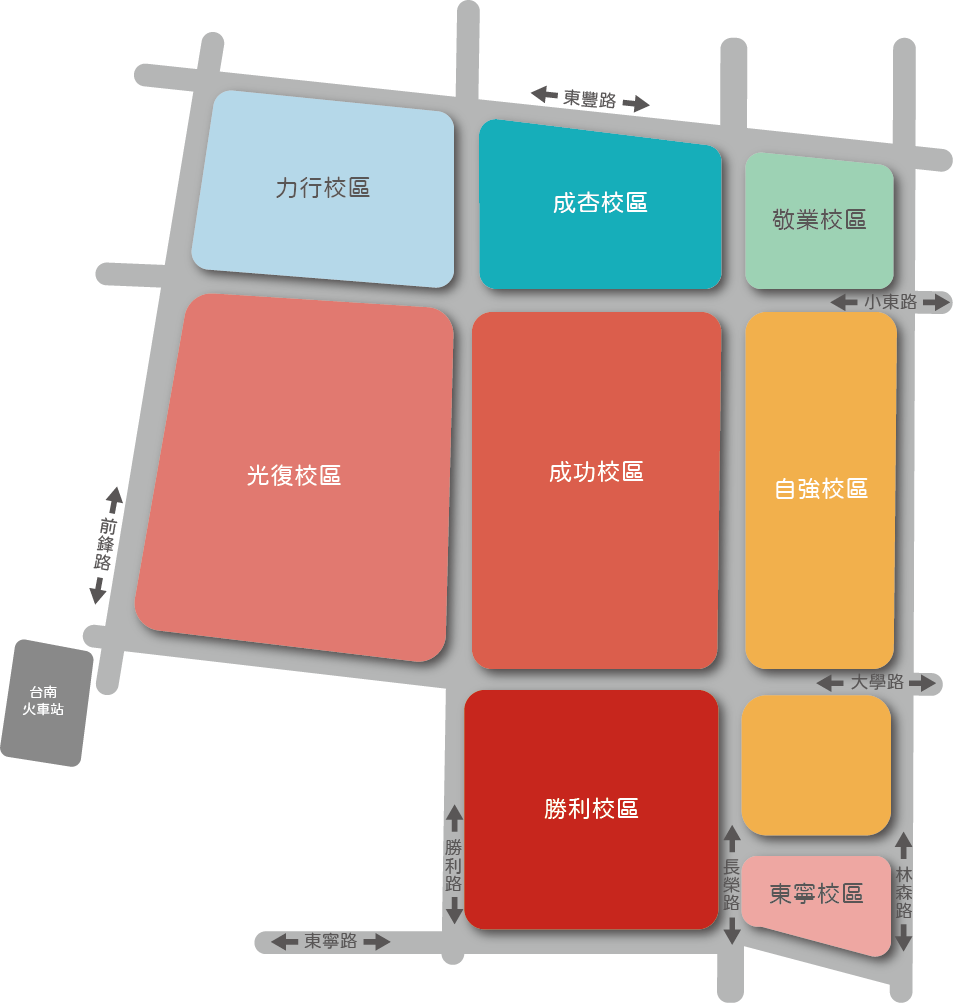 東豐路
力行校區
成杏校區
敬業校區
小東路
光復校區
成功校區
自強校區
前鋒路
台南
火車站
大學路
勝利校區
勝利路
長榮路
東寧校區
林森路
東寧路